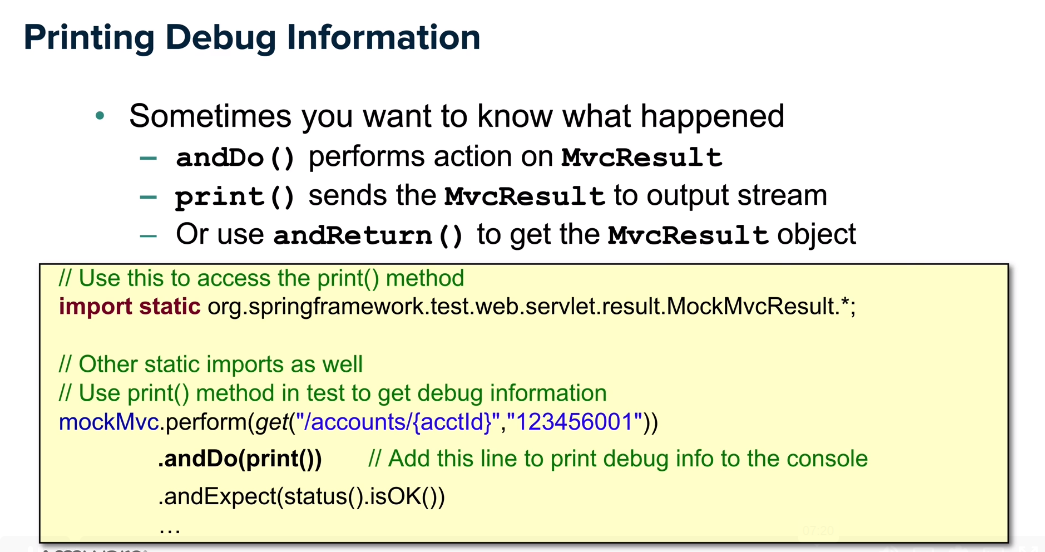 Printing Debug Information
• Sometimes you want to know what happened
– andDo() performs action on MvcResult
– print() sends the MvcResult to output stream
– Or use andReturn() to get the MvcResult object
// Use this to access the print() method
import static org.springframework.test.web.servlet.result.MockMvcResult.*;
// Other static imports as well
// Use print() method in test to get debug information
mockMvc.perform(get("/accounts/{acctId}","123456001"))
.andDo(print()) // Add this line to print debug info to the console
.andExpect(status().isOK())
…